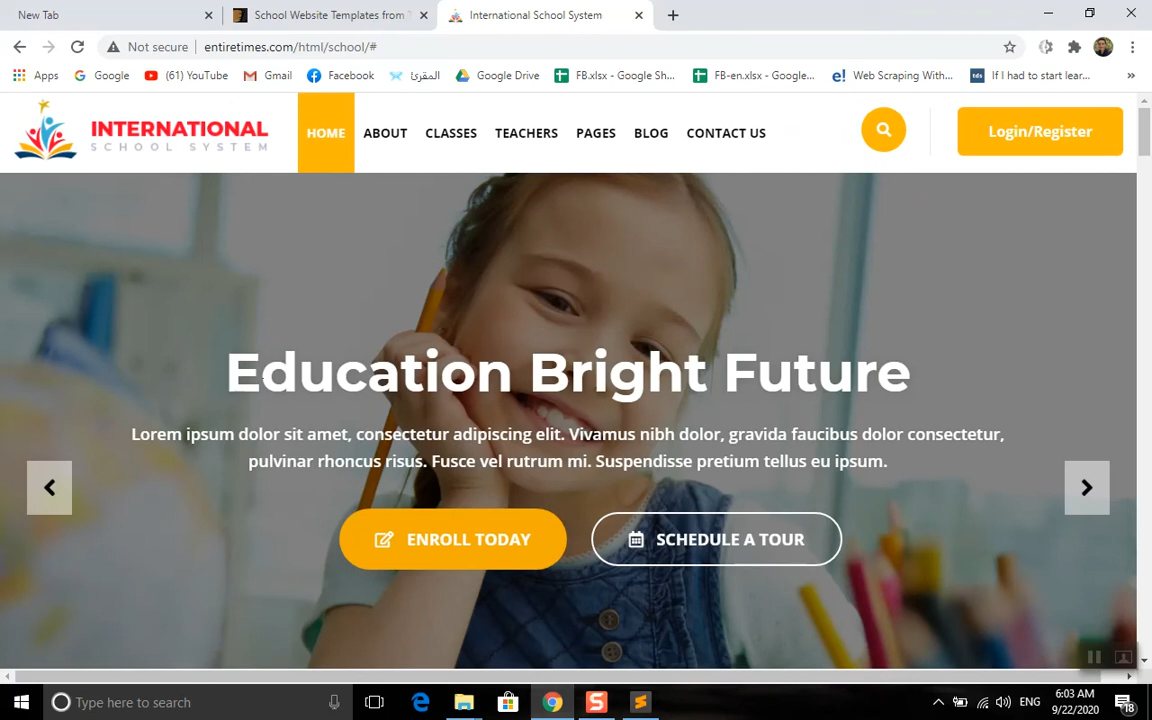 New Tab
School Website Templates from
International School System
Not secure
entiretimes.com/html/school/#
Apps
Google
(61) YouTube
Gmail
Facebook
المقرئ
Google Drive
FB.xlsx - Google Sh...
FB-en.xlsx - Google...
Web Scraping With...
tds
If I had to start lear...
INTERNATIONAL
SCHOOL SYSTEM
HOME
ABOUT
CLASSES
TEACHERS
PAGES
BLOG
CONTACT US
Login/Register
Education Bright Future
Lorem ipsum dolor sit amet, consectetur adipiscing elit. Vivamus nibh dolor, gravida faucibus dolor consectetur,
pulvinar rhoncus risus. Fusce vel rutrum mi. Suspendisse pretium tellus eu ipsum.
ENROLL TODAY
SCHEDULE A TOUR
Type here to search
ENG
6:03 AM
9/22/2020
18